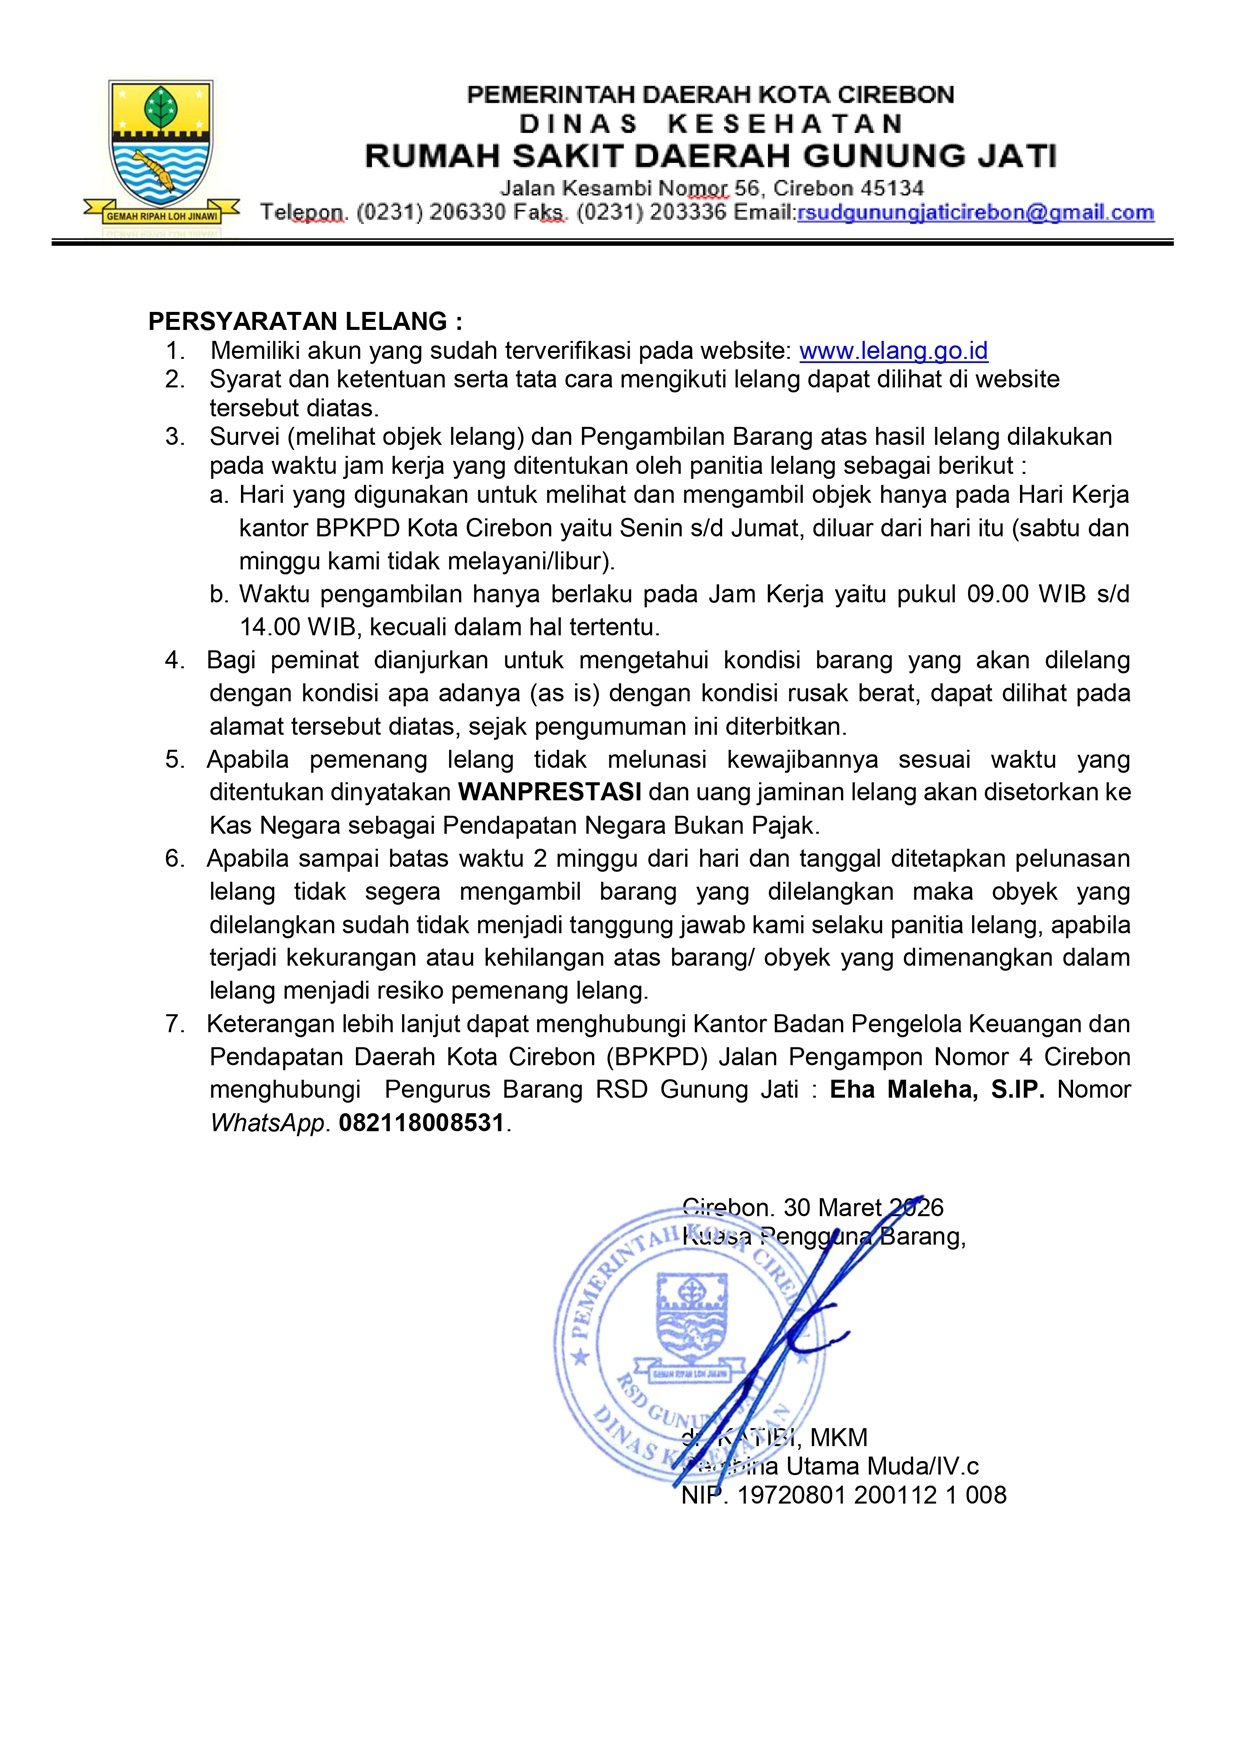 PEMERINTAH DAERAH KOTA CIREBON
DINAS KESEHATAN
RUMAH SAKIT DAERAH GUNUNG JATI
Jalan Kesambi Nomor 56, Cirebon 45134
Telepon. (0231) 206330 Faks. (0231) 203336 Email:rsudgunungjaticirebon@gmail.com
GEMAH RIPAH LOH JINAWI
PERSYARATAN LELANG :
1. Memiliki akun yang sudah terverifikasi pada website: www.lelang.go.id
2. Syarat dan ketentuan serta tata cara mengikuti lelang dapat dilihat di website
tersebut diatas.
3. Survei (melihat objek lelang) dan Pengambilan Barang atas hasil lelang dilakukan
pada waktu jam kerja yang ditentukan oleh panitia lelang sebagai berikut :
a. Hari yang digunakan untuk melihat dan mengambil objek hanya pada Hari Kerja
kantor BPKPD Kota Cirebon yaitu Senin s/d Jumat, diluar dari hari itu (sabtu dan
minggu kami tidak melayani/libur).
b. Waktu pengambilan hanya berlaku pada Jam Kerja yaitu pukul 09.00 WIB s/d
14.00 WIB, kecuali dalam hal tertentu.
4. Bagi peminat dianjurkan untuk mengetahui kondisi barang yang akan dilelang
dengan kondisi apa adanya (as is) dengan kondisi rusak berat, dapat dilihat pada
alamat tersebut diatas, sejak pengumuman ini diterbitkan.
5. Apabila pemenang lelang tidak melunasi kewajibannya sesuai waktu yang
ditentukan dinyatakan WANPRESTASI dan uang jaminan lelang akan disetorkan ke
Kas Negara sebagai Pendapatan Negara Bukan Pajak.
6. Apabila sampai batas waktu 2 minggu dari hari dan tanggal ditetapkan pelunasan
lelang tidak segera mengambil barang yang dilelangkan maka obyek yang
dilelangkan sudah tidak menjadi tanggung jawab kami selaku panitia lelang, apabila
terjadi kekurangan atau kehilangan atas barang/ obyek yang dimenangkan dalam
lelang menjadi resiko pemenang lelang.
7. Keterangan lebih lanjut dapat menghubungi Kantor Badan Pengelola Keuangan dan
Pendapatan Daerah Kota Cirebon (BPKPD) Jalan Pengampon Nomor 4 Cirebon
menghubungi Pengurus Barang RSD Gunung Jati : Eha Maleha, S.IP. Nomor
WhatsApp. 082118008531.
Cirebon. 30 Maret 2026
Kuasa Pengguna Barang,
PEMERINTAH KOTA CIREBON
GEMAH RIPAH LOH JINAWI
RSD GUNUNG JATI
DINAS KESEHATAN
dr. KATIBI, MKM
Pembina Utama Muda/IV.c
NIP. 19720801 200112 1 008